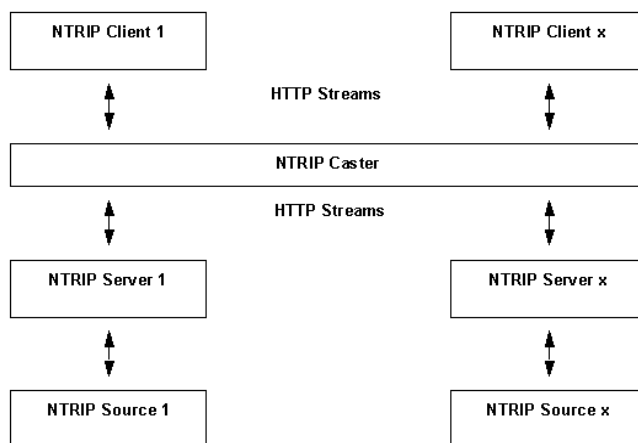 NTRIP Client 1
NTRIP Client x
HTTP Streams
NTRIP Caster
HTTP Streams
NTRIP Server 1
NTRIP Server x
NTRIP Source 1
NTRIP Source x